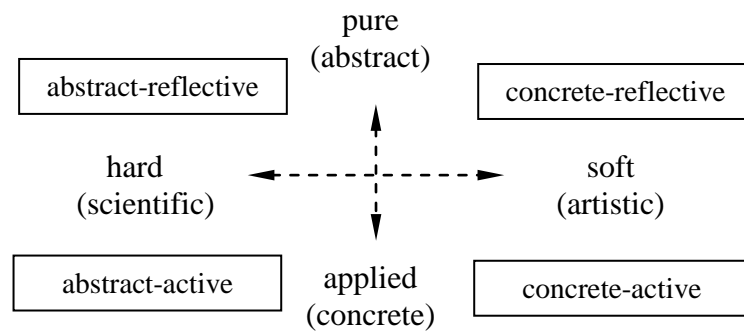 pure
(abstract)
abstract-reflective
concrete-reflective
hard
(scientific)
soft
(artistic)
abstract-active
applied
(concrete)
concrete-active